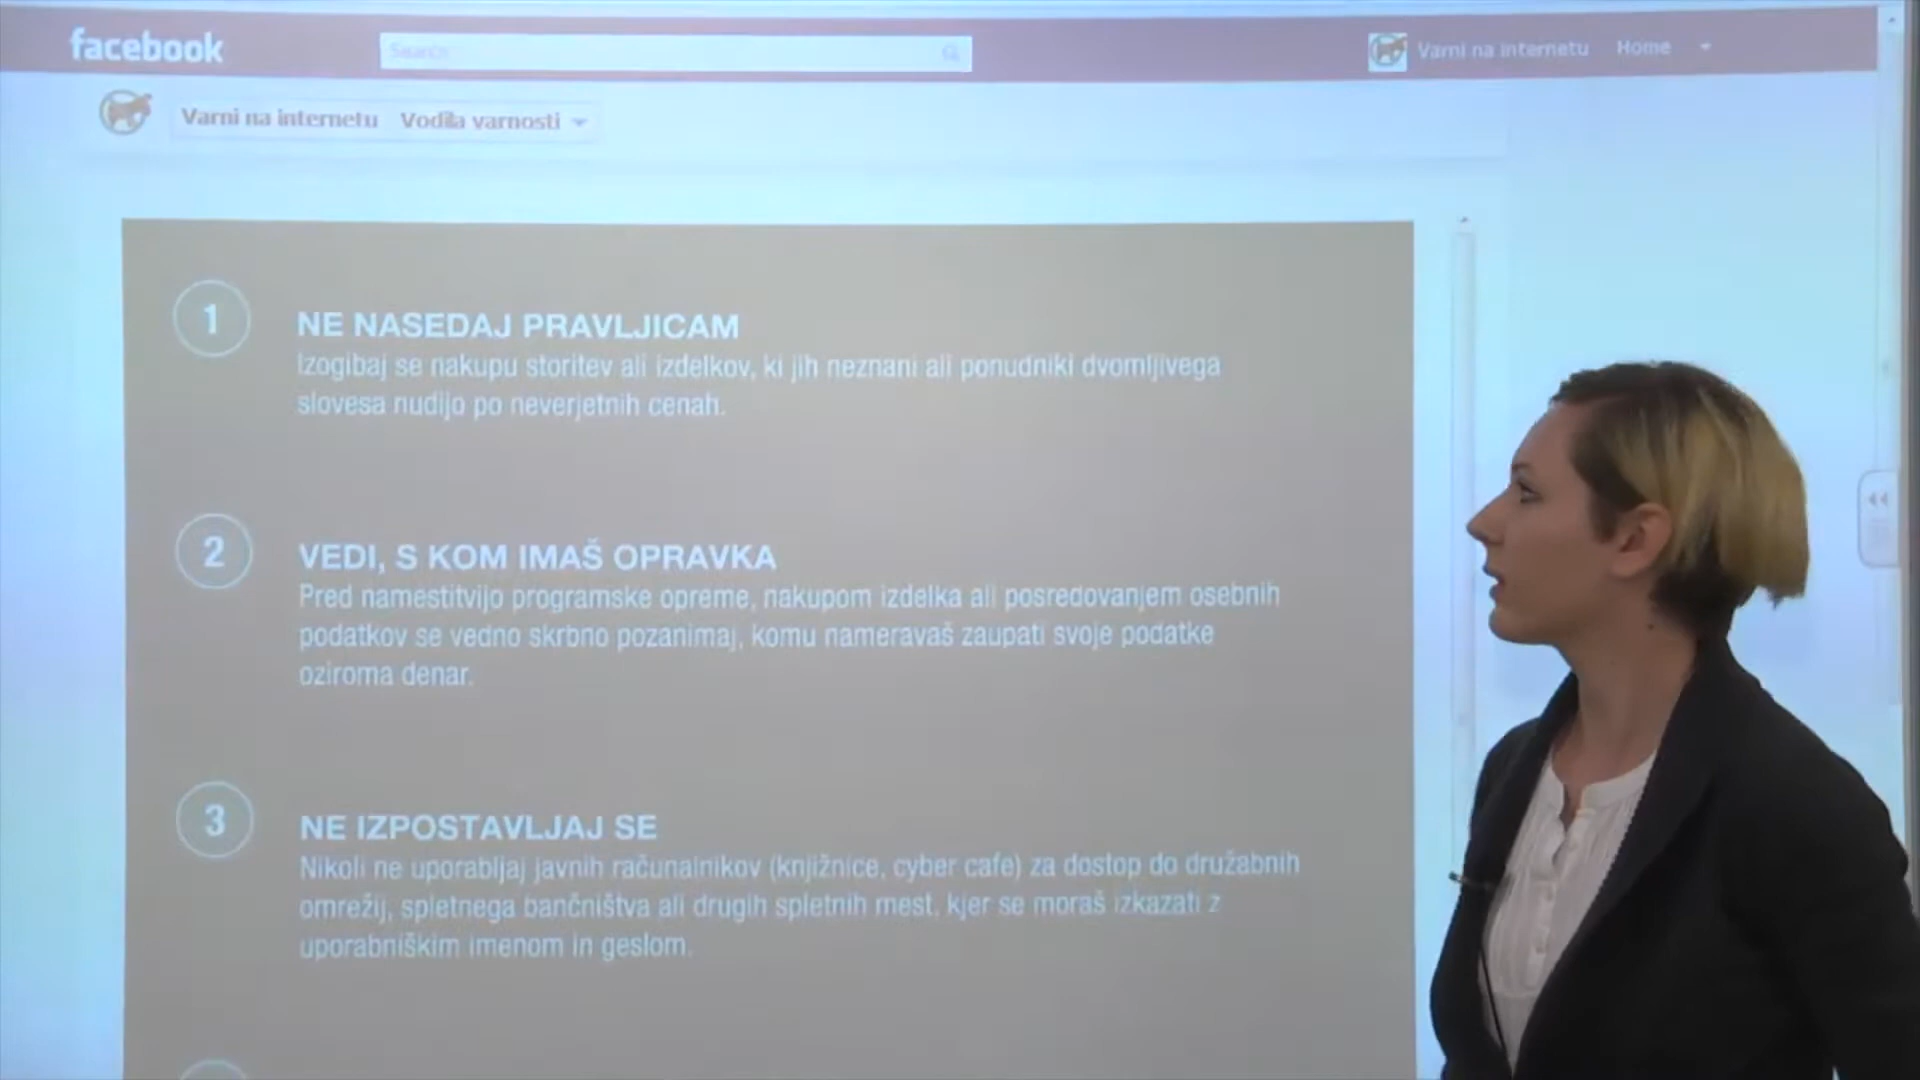 facebook
Search
Varni na internetu Home
Varni na internetu Vodila varnosti
1
NE NASEDAJ PRAVLJICAM
Izogibaj se nakupu storitev ali izdelkov, ki jih neznani ali ponudniki dvomljivega
slovesa nudijo po neverjetnih cenah.
2
VEDI, S KOM IMAŠ OPRAVKA
Pred namestitvijo programske opreme, nakupom izdelka ali posredovanjem osebnih
podatkov se vedno skrbno pozanimaj, komu nameravaš zaupati svoje podatke
oziroma denar.
3
NE IZPOSTAVLJAJ SE
Nikoli ne uporabljaj javnih računalnikov (knjižnice, cyber cafe) za dostop do družabnih
omrežij, spletnega bančništva ali drugih spletnih mest, kjer se moraš izkazati z
uporabniškim imenom in geslom.